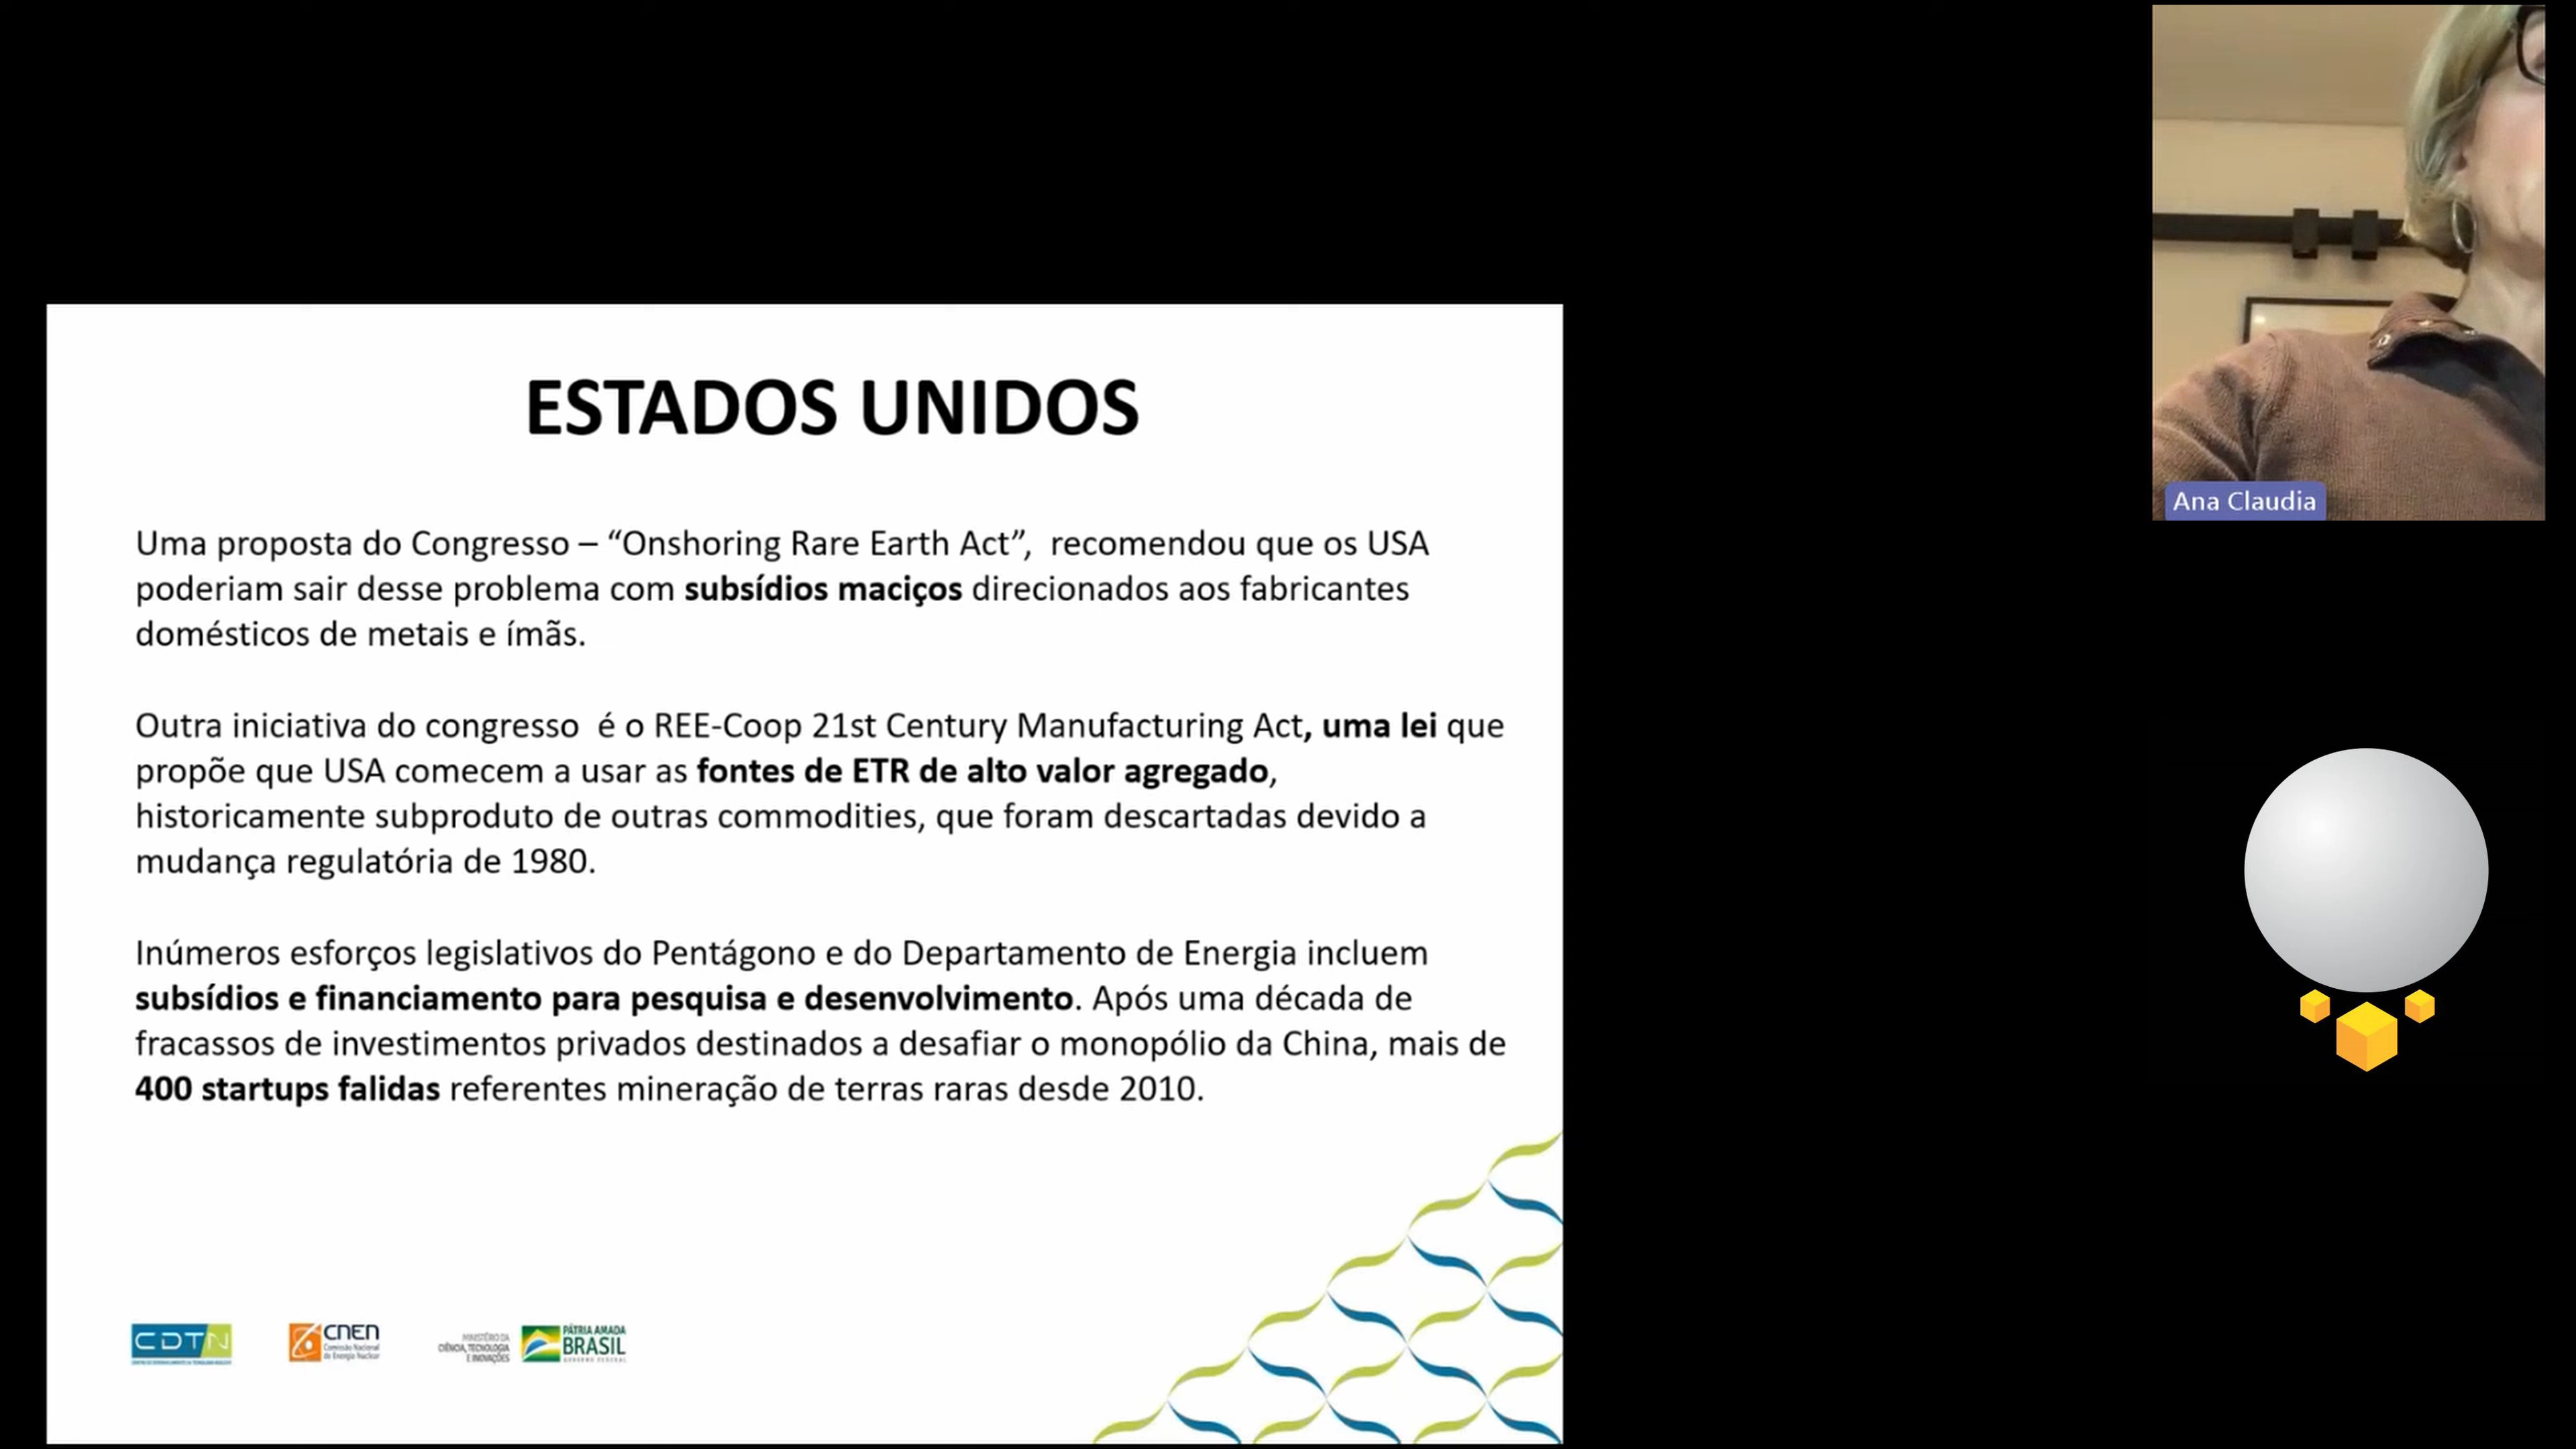 ESTADOS UNIDOS
Uma proposta do Congresso – “Onshoring Rare Earth Act”, recomendou que os USA
poderiam sair desse problema com subsídios maciços direcionados aos fabricantes
domésticos de metais e ímãs.
Outra iniciativa do congresso é o REE-Coop 21st Century Manufacturing Act, uma lei que
propõe que USA comecem a usar as fontes de ETR de alto valor agregado,
historicamente subproduto de outras commodities, que foram descartadas devido a
mudança regulatória de 1980.
Inúmeros esforços legislativos do Pentágono e do Departamento de Energia incluem
subsídios e financiamento para pesquisa e desenvolvimento. Após uma década de
fracassos de investimentos privados destinados a desafiar o monopólio da China, mais de
400 startups falidas referentes mineração de terras raras desde 2010.
CDTN
CNEN
Comissão Nacional
de Energia Nuclear
MINISTÉRIO DA
CIÊNCIA, TECNOLOGIA
E INOVAÇÕES
PÁTRIA AMADA
BRASIL
GOVERNO FEDERAL
Ana Claudia